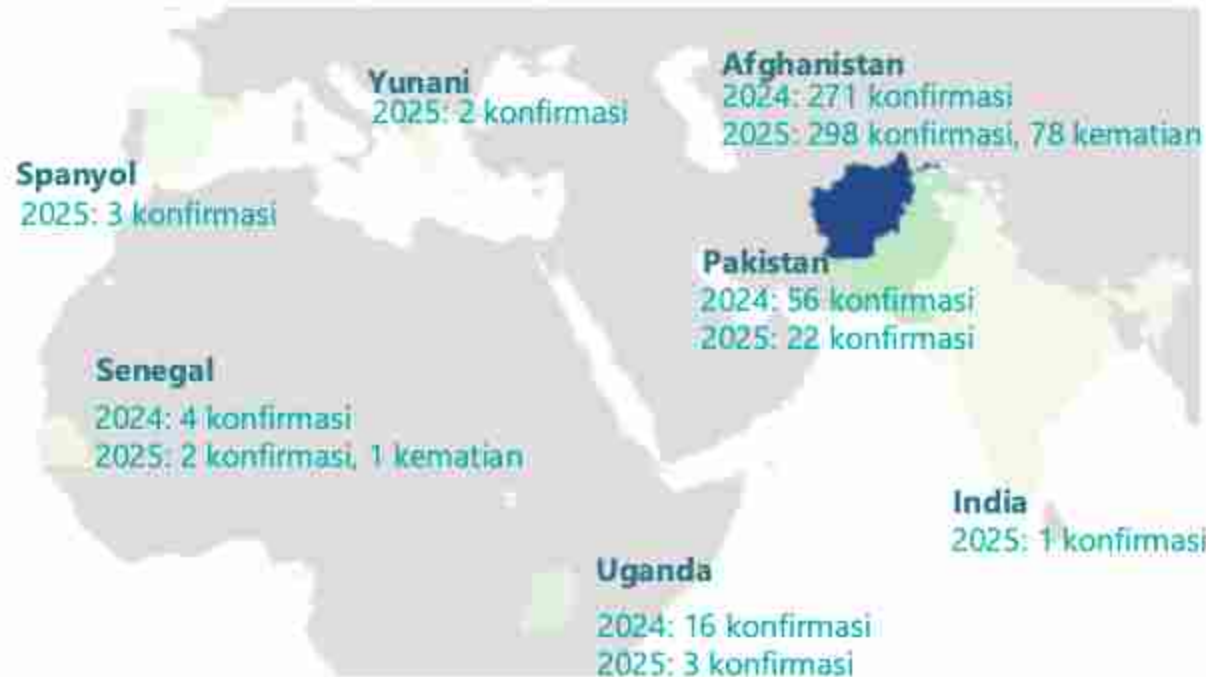 Yunani
2025: 2 konfirmasi
Afghanistan
2024: 271 konfirmasi
2025: 298 konfirmasi, 78 kematian
Spanyol
2025: 3 konfirmasi
Pakistan
2024: 56 konfirmasi
2025: 22 konfirmasi
Senegal
2024: 4 konfirmasi
2025: 2 konfirmasi, 1 kematian
India
2025: 1 konfirmasi
Uganda
2024: 16 konfirmasi
2025: 3 konfirmasi